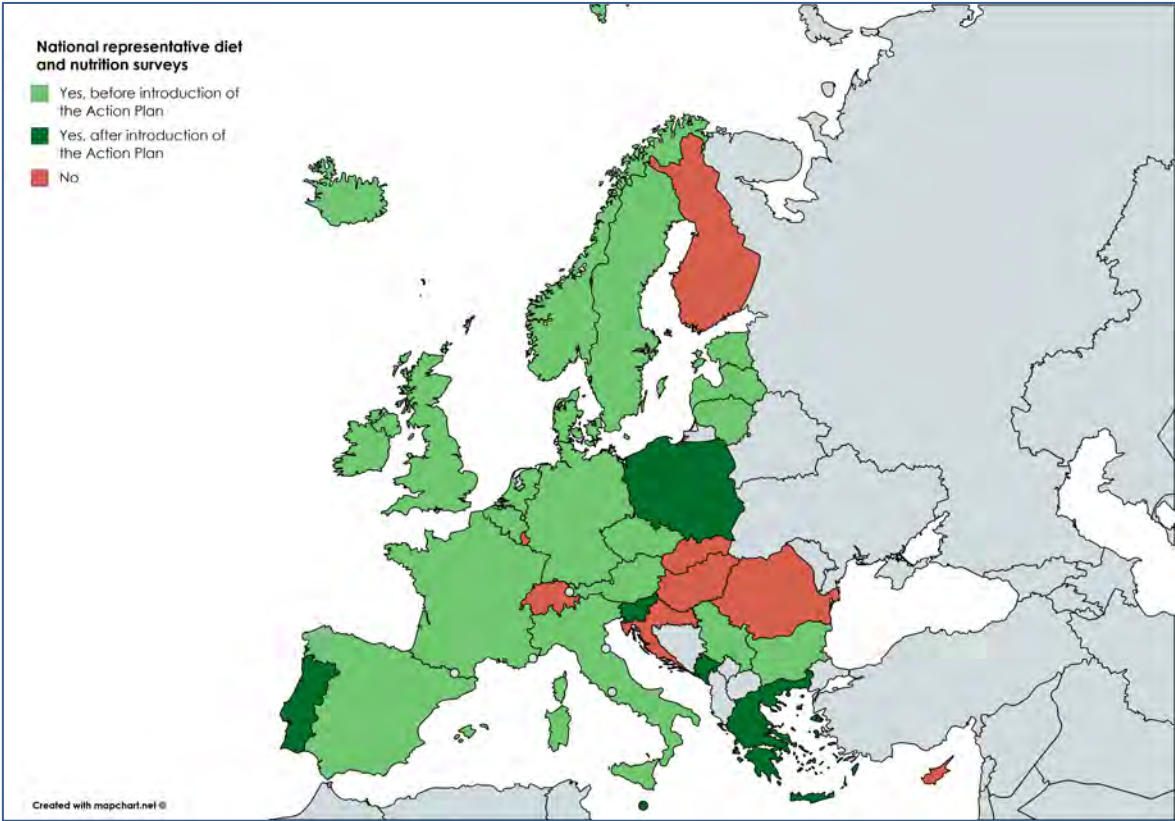 National representative diet
and nutrition surveys
Yes, before introduction of
the Action Plan
Yes, after introduction of
the Action Plan
No
Created with mapchart.net ©